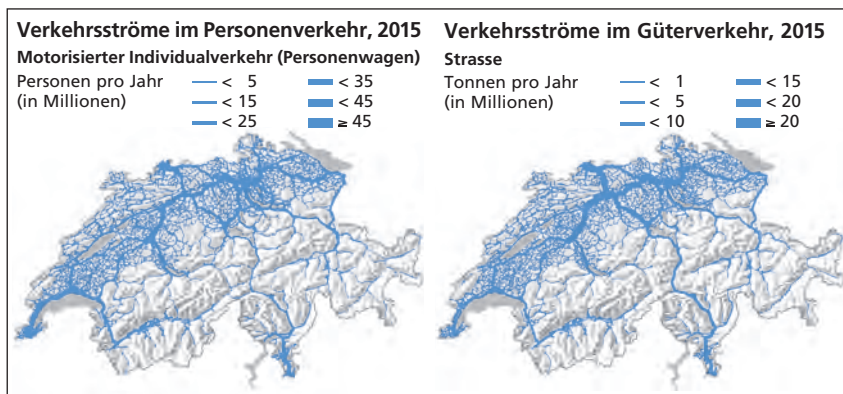 Verkehrsströme im Personenverkehr, 2015
Motorisierter Individualverkehr (Personenwagen)
Personen pro Jahr
(in Millionen)
< 5
< 15
< 25
< 35
< 45
≥ 45
Verkehrsströme im Güterverkehr, 2015
Strasse
Tonnen pro Jahr
(in Millionen)
< 1
< 5
< 10
< 15
< 20
≥ 20